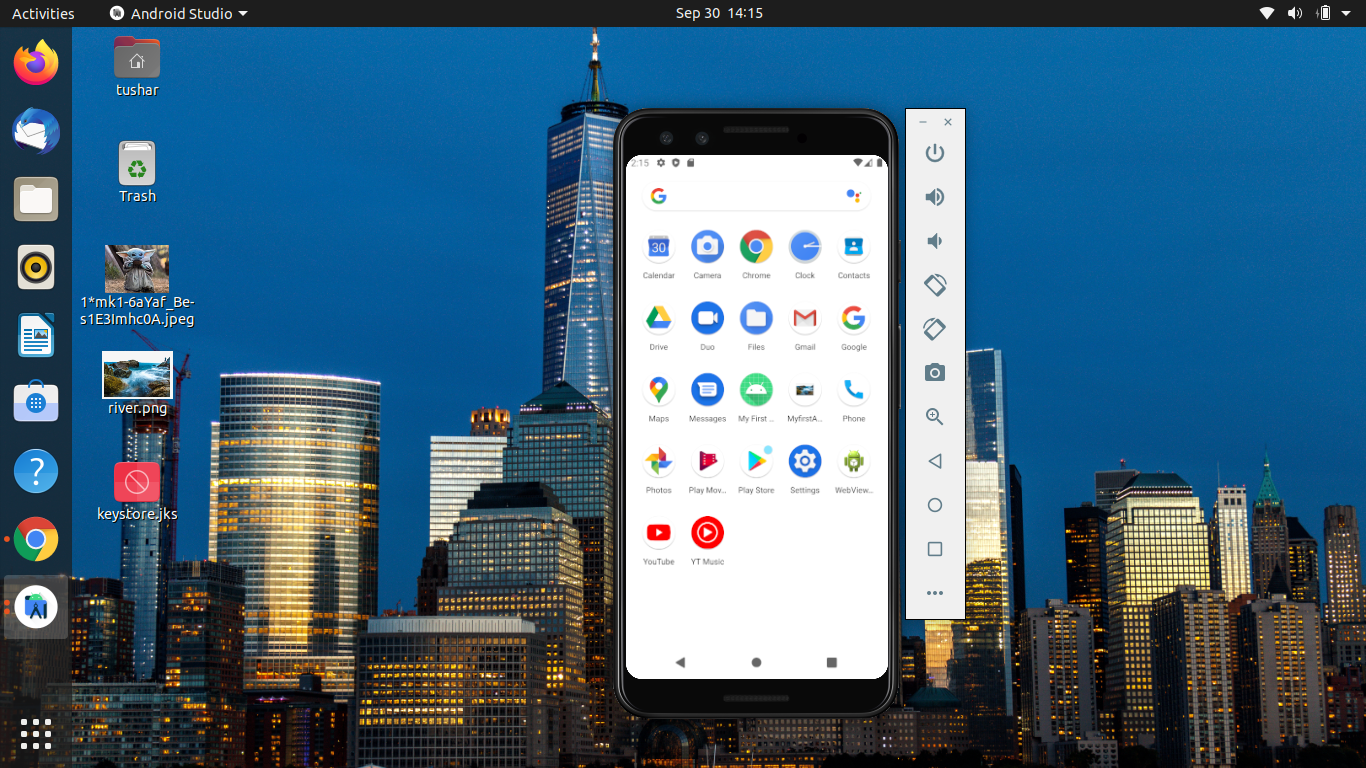 Activities
Android Studio
Sep 30 14:15
tushar
Trash
1*mk1-6aYaf_Be-
s1E3Imhc0A.jpeg
river.png
keystore.jks
2:15
30
Calendar
Camera
Chrome
Clock
Contacts
Drive
Duo
Files
Gmail
Google
Maps
Messages
My First ...
MyfirstA...
Phone
Photos
Play Mov...
Play Store
Settings
WebView...
YouTube
YT Music